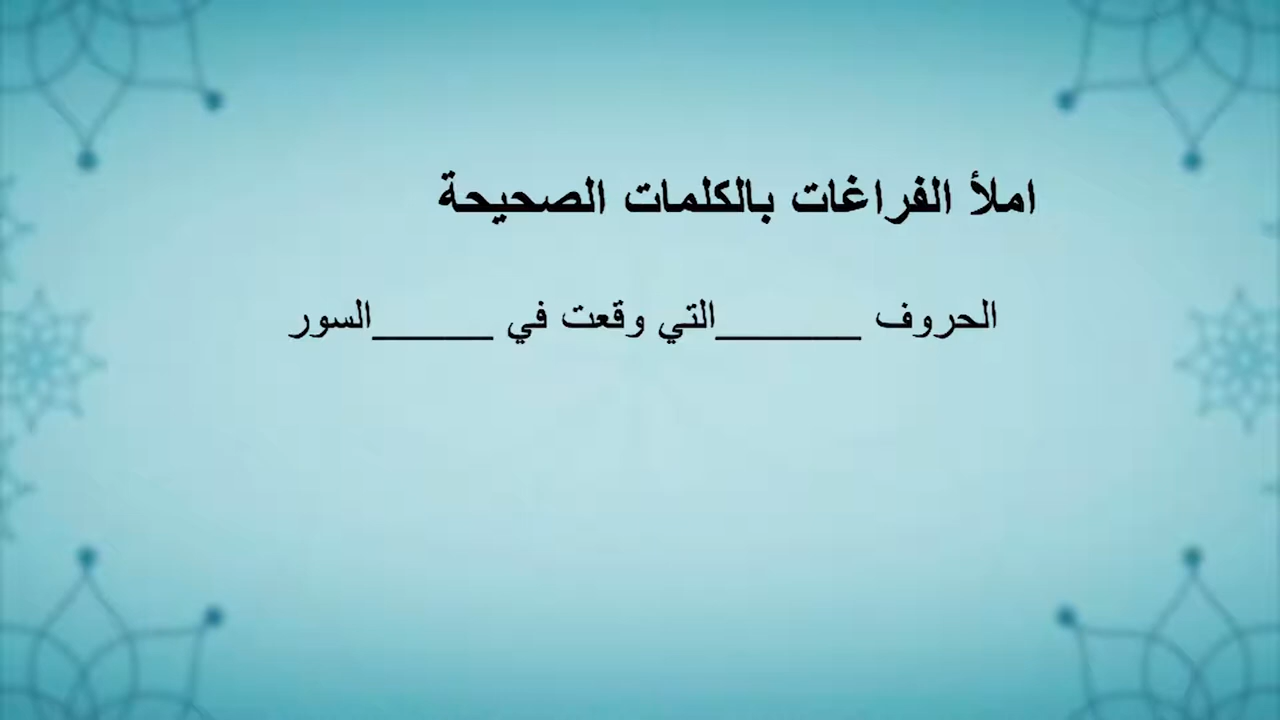 املأ الفراغات بالكلمات الصحيحة
الحروف ______التي وقعت في _____السور